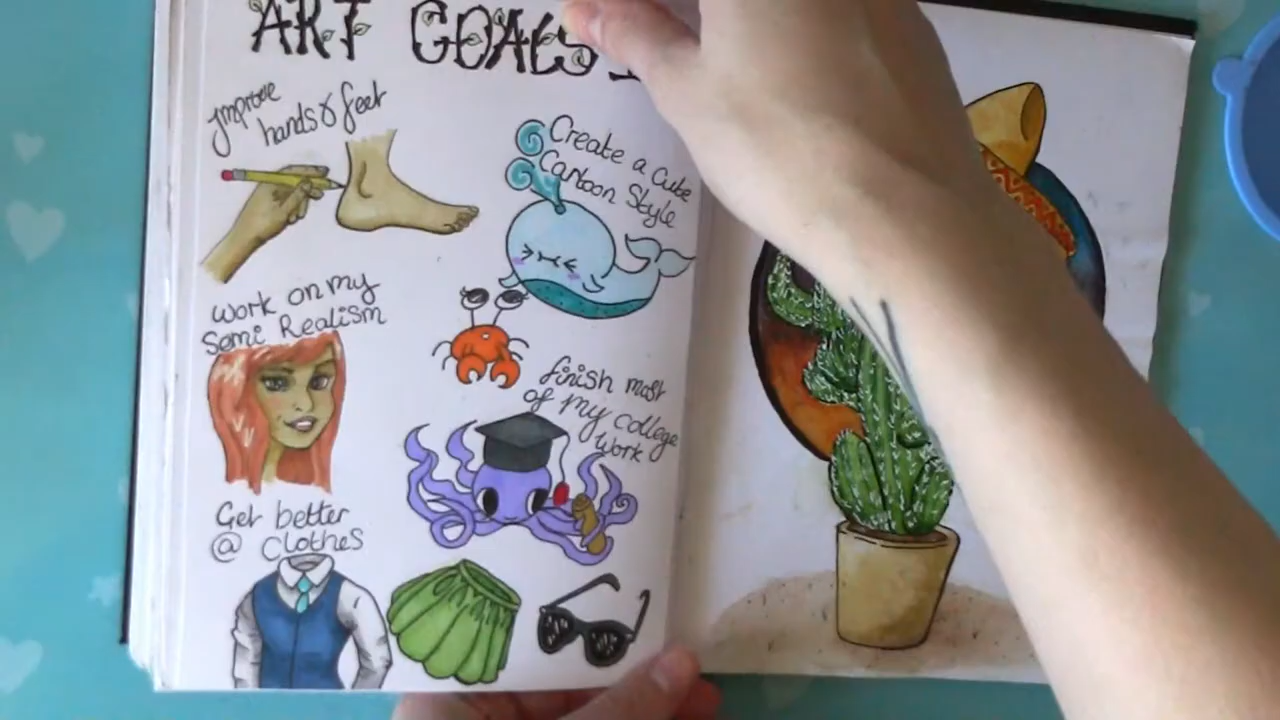 ART GOALS
Improve
hands & feet
Create a Cute
Cartoon Style
Work on my
Semi Realism
finish most
of my college
work
Get better
@ Clothes